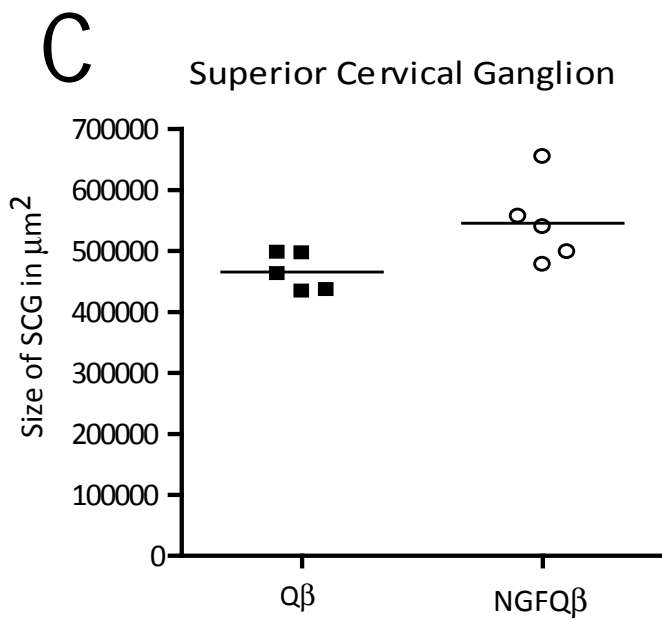 C
Superior Cervical Ganglion
700000
600000
500000
400000
300000
200000
100000
0
Size of SCG in μm²
Qβ
NGFQβ